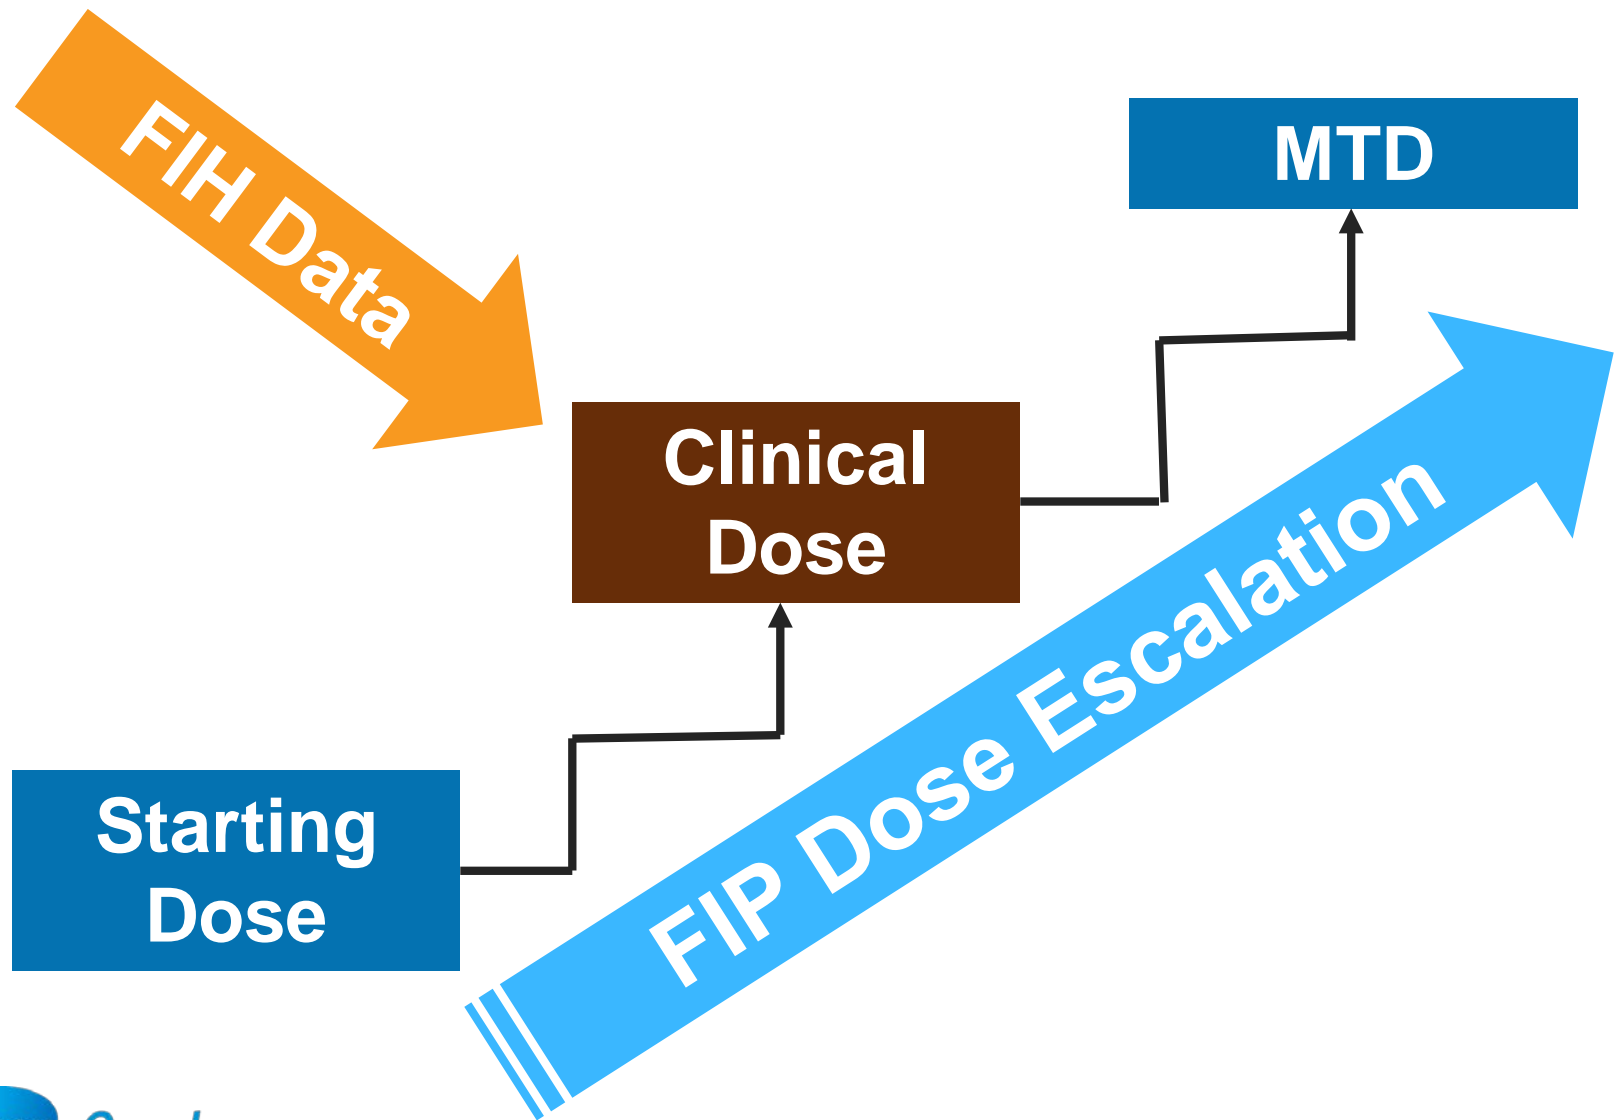 FIH Data
MTD
Clinical
Dose
FIP Dose Escalation
Starting
Dose